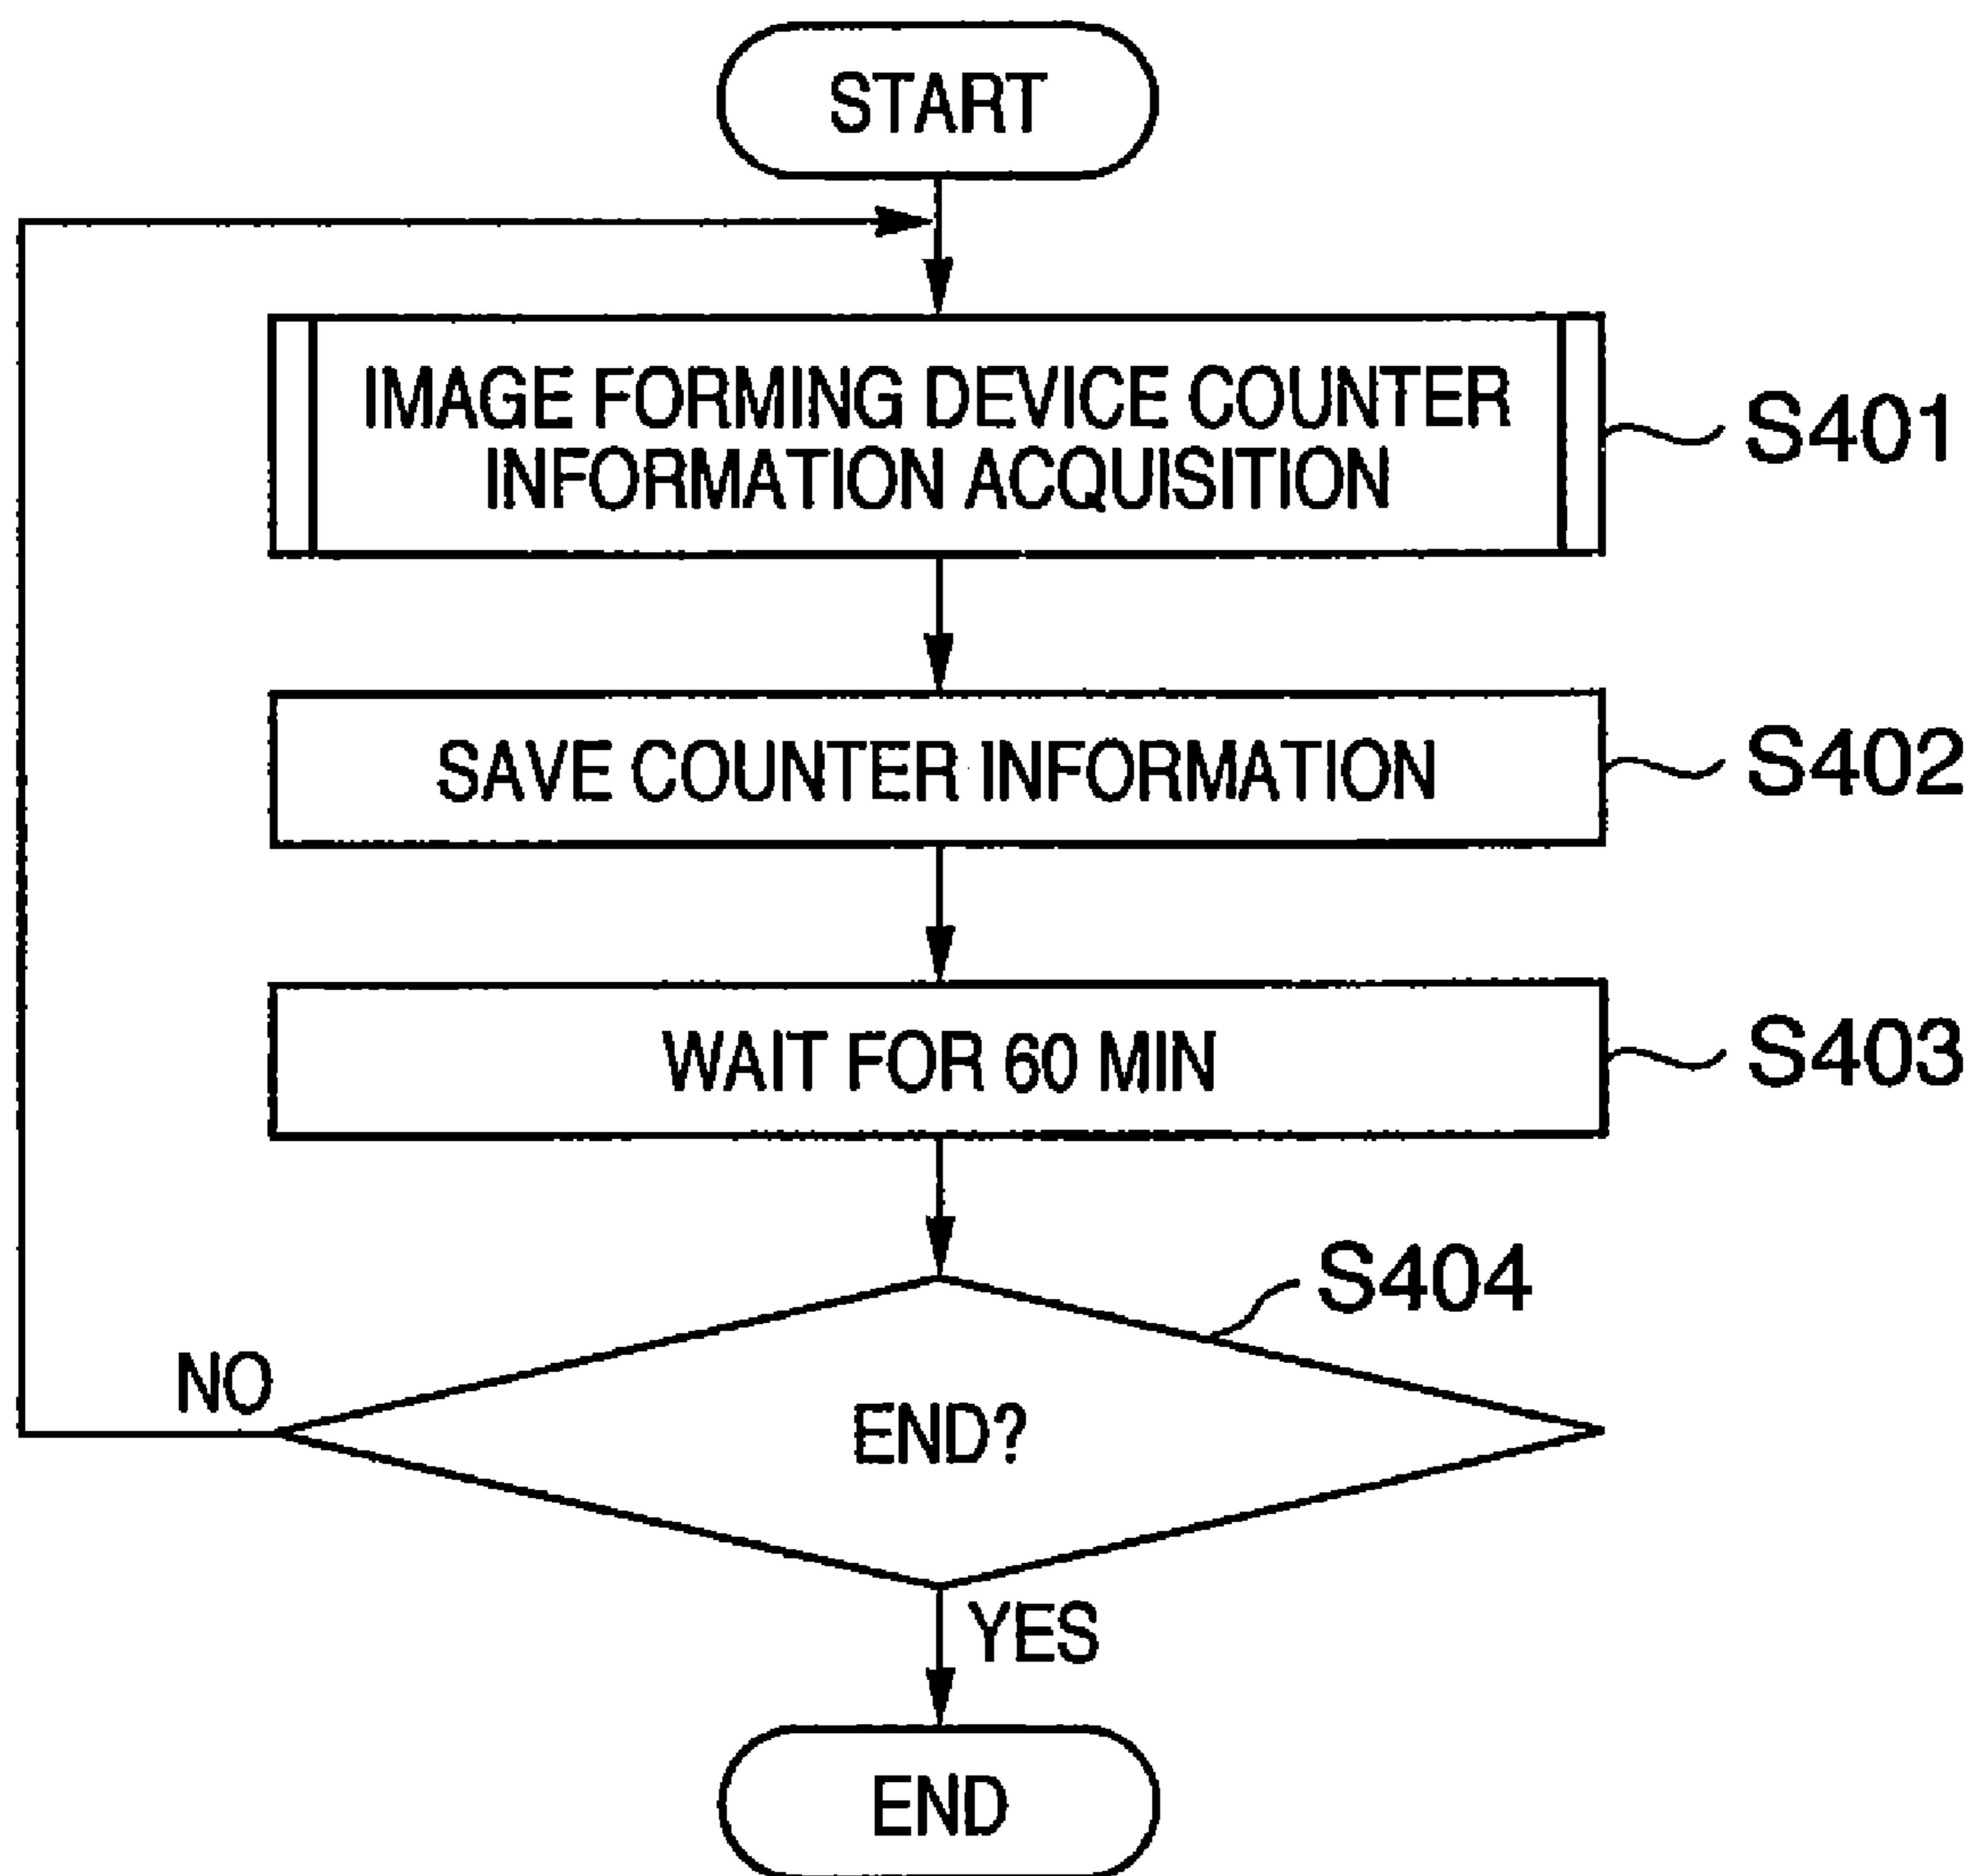 START
IMAGE FORMING DEVICE COUNTER
INFORMATION ACQUISITION
S401
SAVE COUNTER INFORMATION
S402
WAIT FOR 60 MIN
S403
S404
NO
END?
YES
END